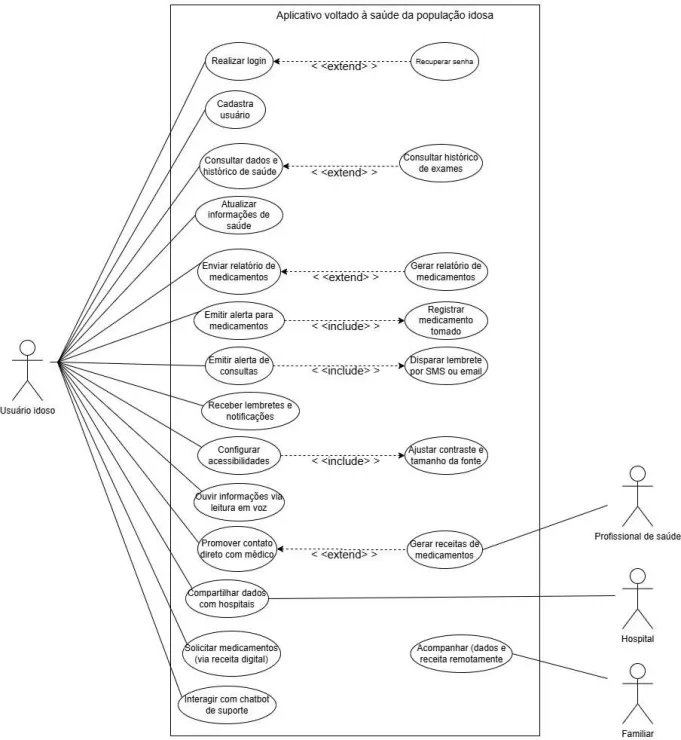 Aplicativo voltado à saúde da população idosa
Realizar login
< <extend> >
Recuperar senha
Cadastra
usuário
Consultar dados e
histórico de saúde
< <extend> >
Consultar histórico
de exames
Atualizar
informações de
saúde
Enviar relatório de
medicamentos
< <extend> >
Gerar relatório de
medicamentos
Emitir alerta para
medicamentos
< <include> >
Registrar
medicamento
tomado
Emitir alerta de
consultas
< <include> >
Disparar lembrete
por SMS ou email
Usuário idoso
Receber lembretes e
notificações
Configurar
acessibilidades
< <include> >
Ajustar contraste e
tamanho da fonte
Ouvir informações via
leitura em voz
Promover contato
direto com médico
< <extend> >
Gerar receitas de
medicamentos
Profissional de saúde
Compartilhar dados
com hospitais
Hospital
Solicitar medicamentos
(via receita digital)
Acompanhar (dados e
receita remotamente
Familiar
Interagir com chatbot
de suporte